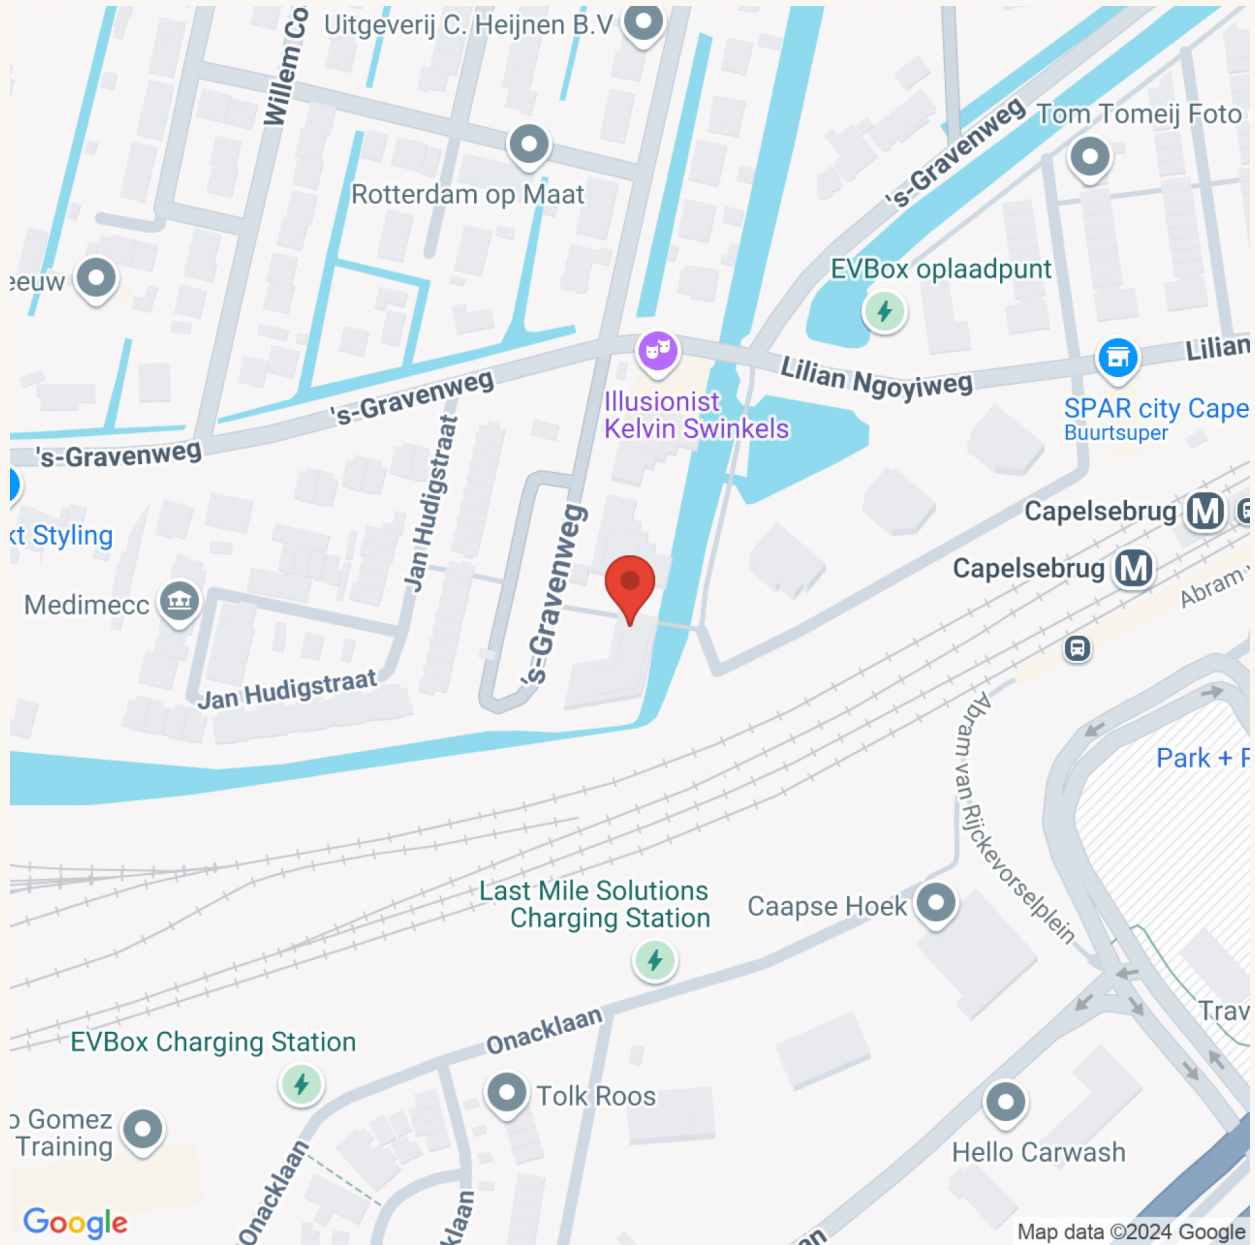 Uitgeverij C. Heijnen B.V
Willem Co
Tom Tomeij Foto
's-Gravenweg
Rotterdam op Maat
EVBox oplaadpunt
eeuw
Lilian Ngoyiweg
Lilian
's-Gravenweg
Illusionist
Kelvin Swinkels
SPAR city Cape
Buurtsuper
's-Gravenweg
Jan Hudigstraat
's-Gravenweg
kt Styling
Capelsebrug
M
Capelsebrug
M
Abram v
Medimecc
Jan Hudigstraat
Abram van Rijckevorselplein
Park + F
Last Mile Solutions
Charging Station
Caapse Hoek
Trav
Onacklaan
EVBox Charging Station
Tolk Roos
o Gomez
Training
Hello Carwash
Onacklaan
klaan
an
Google
Map data ©2024 Google